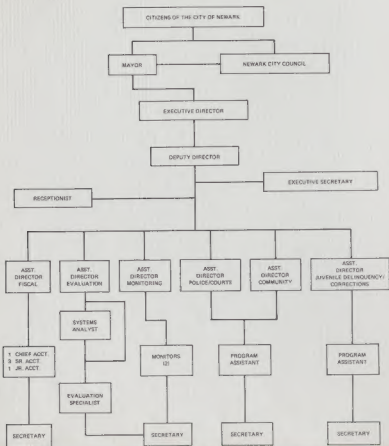 CITIZENS OF THE CITY OF NEWARK
MAYOR
NEWARK CITY COUNCIL
EXECUTIVE DIRECTOR
DEPUTY DIRECTOR
EXECUTIVE SECRETARY
RECEPTIONIST
ASST.
DIRECTOR
FISCAL
ASST.
DIRECTOR
EVALUATION
ASST.
DIRECTOR
MONITORING
ASST.
DIRECTOR
POLICE/COURTS
ASST.
DIRECTOR
COMMUNITY
ASST.
DIRECTOR
JUVENILE DELINQUENCY/
CORRECTIONS
SYSTEMS
ANALYST
1 CHIEF ACCT.
3 SR. ACCT.
1 JR. ACCT.
MONITORS
(2)
PROGRAM
ASSISTANT
PROGRAM
ASSISTANT
EVALUATION
SPECIALIST
SECRETARY
SECRETARY
SECRETARY
SECRETARY